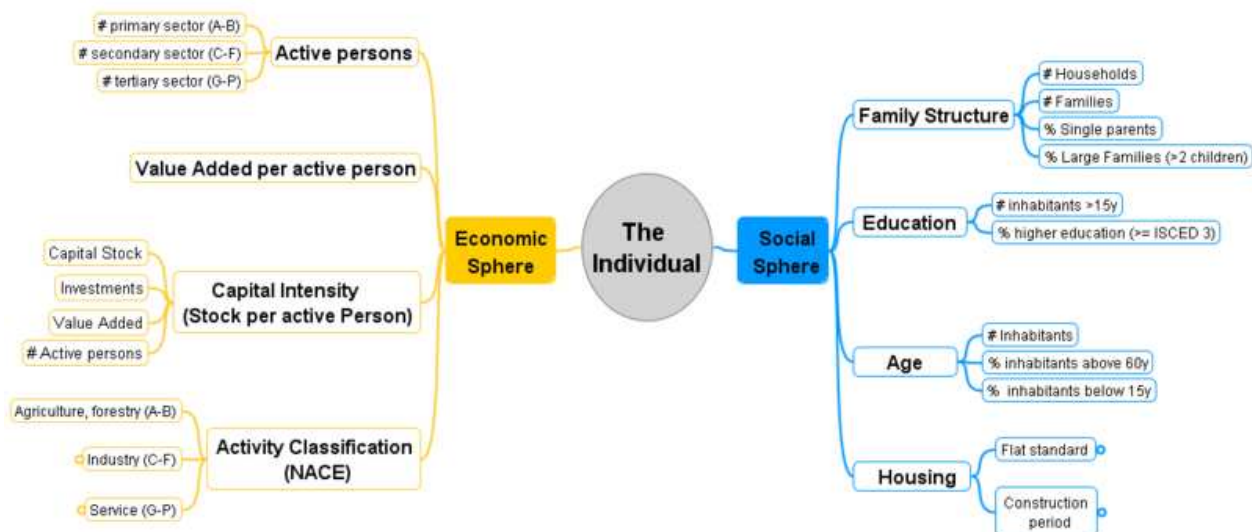 # primary sector (A-B)
# secondary sector (C-F)
# tertiary sector (G-P)
Active persons
Value Added per active person
Capital Stock
Investments
Value Added
# Active persons
Capital Intensity
(Stock per active Person)
Agriculture, forestry (A-B)
Industry (C-F)
Service (G-P)
Activity Classification
(NACE)
Economic
Sphere
The
Individual
Social
Sphere
Family Structure
# Households
# Families
% Single parents
% Large Families (>2 children)
Education
# inhabitants >15y
% higher education (>= ISCED 3)
Age
# Inhabitants
% inhabitants above 60y
% inhabitants below 15y
Housing
Flat standard
Construction
period